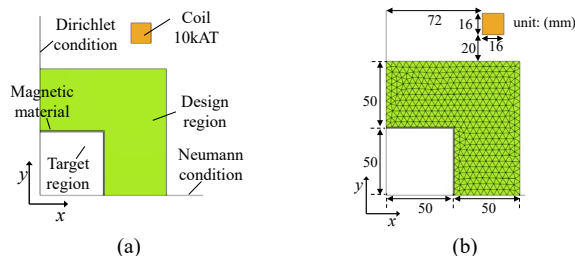 Dirichlet
condition
Coil
10kAT
Magnetic
material
Design
region
Target
region
Neumann
condition
y
x
(a)
72
16
unit: (mm)
16
20
50
50
y
x
50
50
(b)